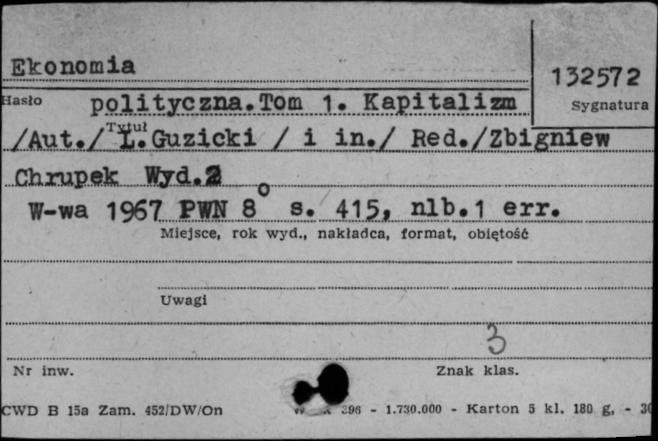 Ekonomia
132572
Hasło polityczna.Tom 1. Kapitalizm
Sygnatura
Tytuł
/Aut./ L.Guzicki / i in./ Red./Zbigniew
Chrupek Wyd.2
W-wa 1967 PWN 8° s. 415, nlb.1 err.
Miejsce, rok wyd., nakładca, format, objętość
Uwagi
3
Nr inw.
Znak klas.
CWD B 15a Zam. 452/DW/On 396 - 1.730.000 - Karton 5 kl. 180 g, - 30